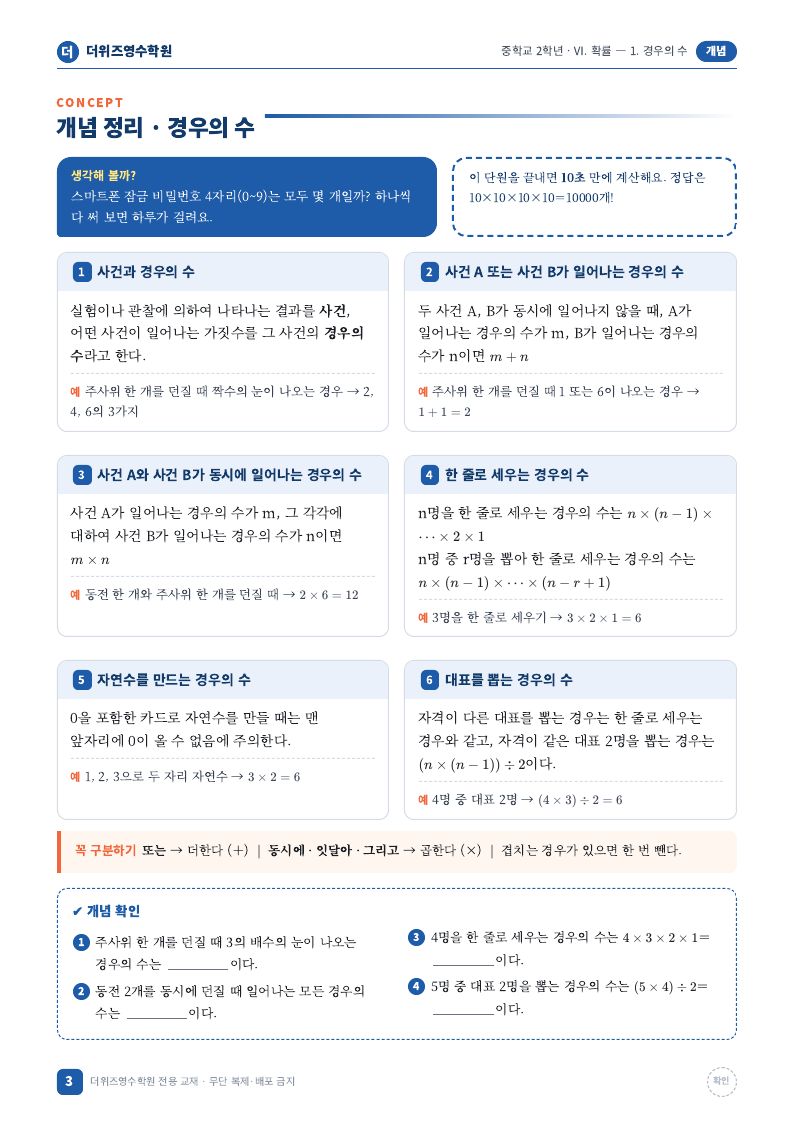 더 더위즈영수학원
중학교 2학년 · VI. 확률 — 1. 경우의 수 개념
CONCEPT
개념 정리 · 경우의 수
생각해 볼까?
스마트폰 잠금 비밀번호 4자리(0~9)는 모두 몇 개일까? 하나씩
다 써 보면 하루가 걸려요.
이 단원을 끝내면 10초 만에 계산해요. 정답은
10×10×10×10=10000개!
1 사건과 경우의 수
실험이나 관찰에 의하여 나타나는 결과를 사건,
어떤 사건이 일어나는 가짓수를 그 사건의 경우의
수라고 한다.
예 주사위 한 개를 던질 때 짝수의 눈이 나오는 경우 → 2,
4, 6의 3가지
2 사건 A 또는 사건 B가 일어나는 경우의 수
두 사건 A, B가 동시에 일어나지 않을 때, A가
일어나는 경우의 수가 m, B가 일어나는 경우의
수가 n이면 m + n
예 주사위 한 개를 던질 때 1 또는 6이 나오는 경우 →
1 + 1 = 2
3 사건 A와 사건 B가 동시에 일어나는 경우의 수
사건 A가 일어나는 경우의 수가 m, 그 각각에
대하여 사건 B가 일어나는 경우의 수가 n이면
m × n
예 동전 한 개와 주사위 한 개를 던질 때 → 2 × 6 = 12
4 한 줄로 세우는 경우의 수
n명을 한 줄로 세우는 경우의 수는 n × (n − 1) ×
⋯ × 2 × 1
n명 중 r명을 뽑아 한 줄로 세우는 경우의 수는
n × (n − 1) × ⋯ × (n − r + 1)
예 3명을 한 줄로 세우기 → 3 × 2 × 1 = 6
5 자연수를 만드는 경우의 수
0을 포함한 카드로 자연수를 만들 때는 맨
앞자리에 0이 올 수 없음에 주의한다.
예 1, 2, 3으로 두 자리 자연수 → 3 × 2 = 6
6 대표를 뽑는 경우의 수
자격이 다른 대표를 뽑는 경우는 한 줄로 세우는
경우와 같고, 자격이 같은 대표 2명을 뽑는 경우는
(n × (n − 1)) ÷ 2이다.
예 4명 중 대표 2명 → (4 × 3) ÷ 2 = 6
꼭 구분하기 또는 → 더한다 (+) | 동시에 · 잇달아 · 그리고 → 곱한다 (×) | 겹치는 경우가 있으면 한 번 뺀다.
✔ 개념 확인
1 주사위 한 개를 던질 때 3의 배수의 눈이 나오는
경우의 수는 ________이다.
2 동전 2개를 동시에 던질 때 일어나는 모든 경우의
수는 ________이다.
3 4명을 한 줄로 세우는 경우의 수는 4 × 3 × 2 × 1=
________이다.
4 5명 중 대표 2명을 뽑는 경우의 수는 (5 × 4) ÷ 2=
________이다.
3 더위즈영수학원 전용 교재 · 무단 복제·배포 금지
확인